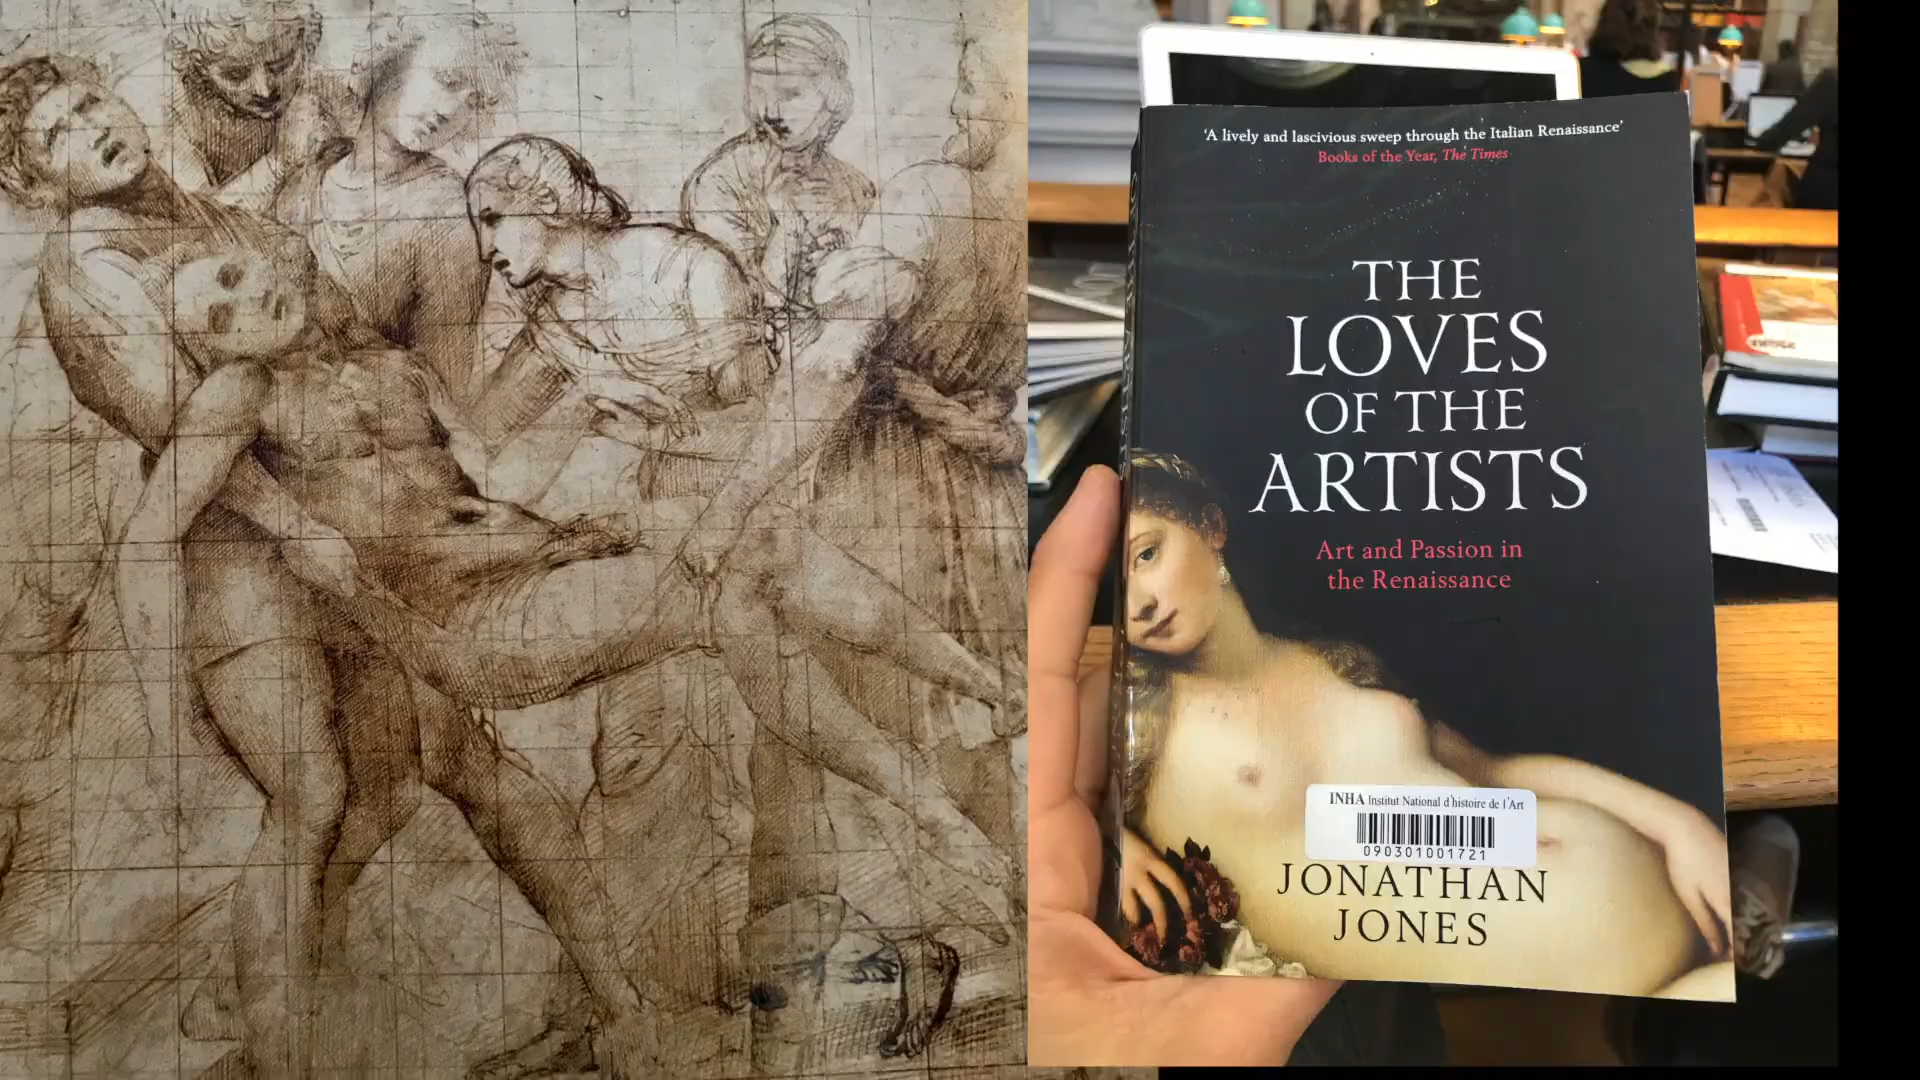 'A lively and lascivious sweep through the Italian Renaissance'
Books of the Year, The Times
THE
LOVES
OF THE
ARTISTS
Art and Passion in
the Renaissance
INHA Institut National d'histoire de l'Art
090301001721
JONATHAN
JONES